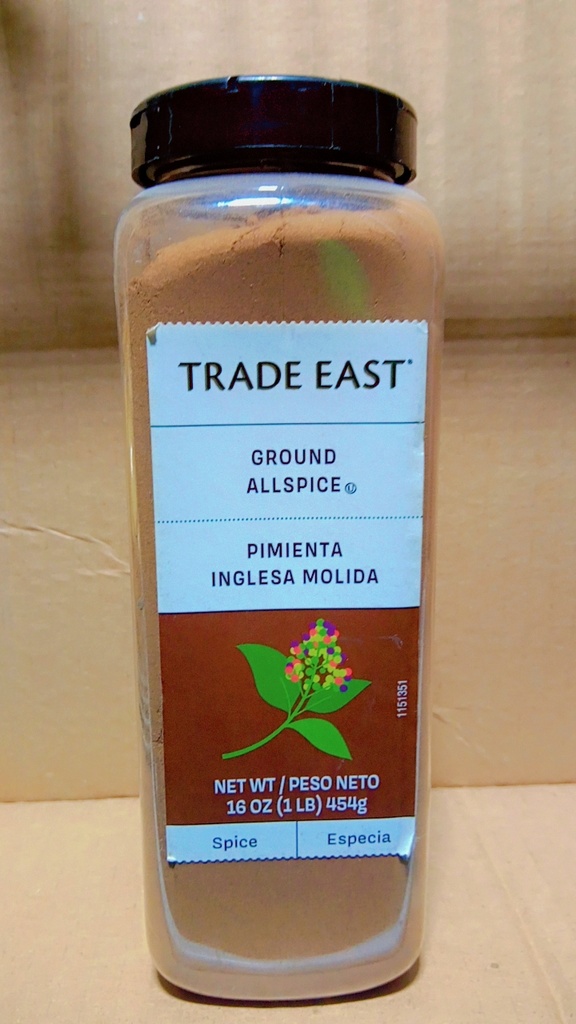 TRADE EAST®
GROUND
ALLSPICE Ⓤ
PIMIENTA
INGLESA MOLIDA
1151351
NET WT / PESO NETO
16 OZ (1 LB) 454g
Spice
Especia